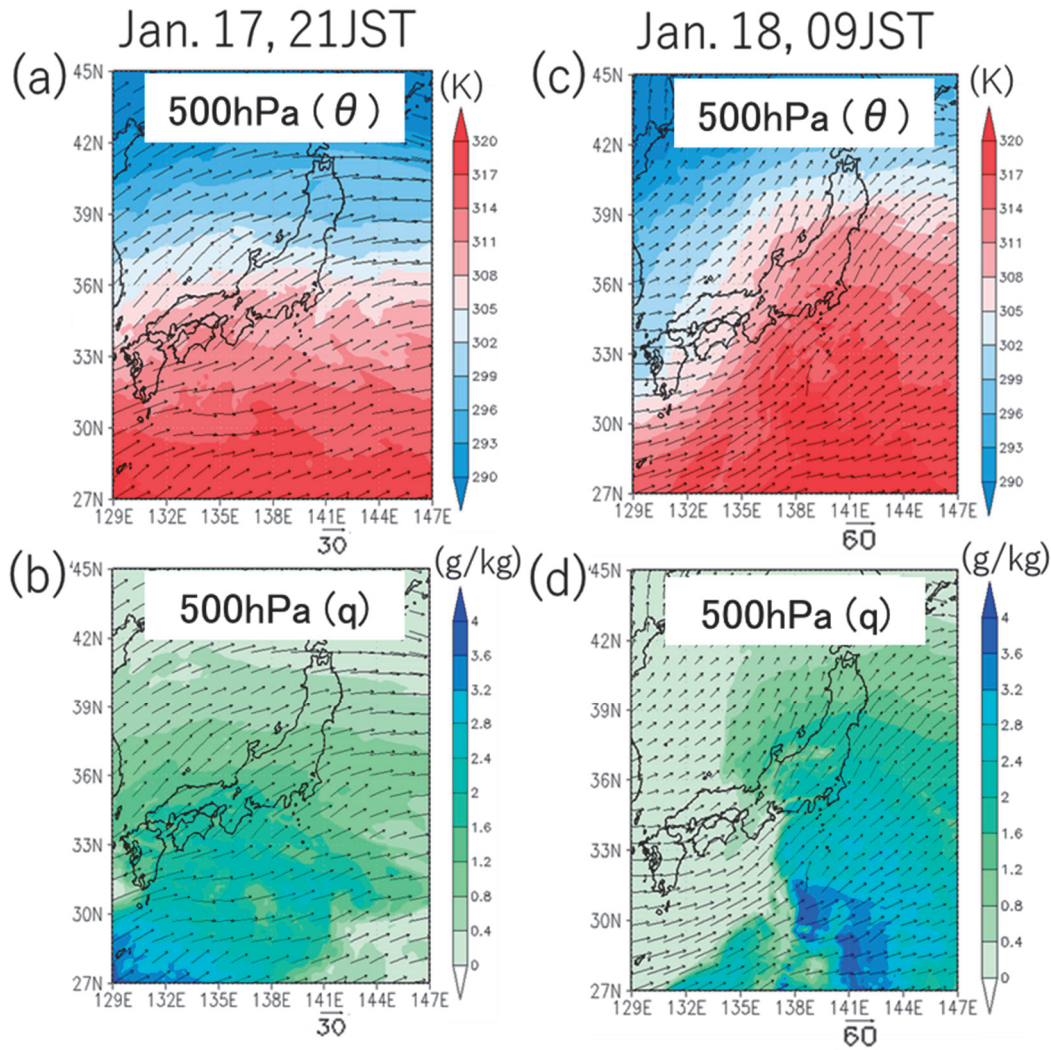 Jan. 17, 21JST
Jan. 18, 09JST
(a)
45N
42N
39N
36N
33N
30N
27N
500hPa (θ)
129E 132E 135E 138E 141E 144E 147E
30
(K)
320
317
314
311
308
305
302
299
296
293
290
(c)
45N
42N
39N
36N
33N
30N
27N
500hPa (θ)
129E 132E 135E 138E 141E 144E 147E
60
(K)
320
317
314
311
308
305
302
299
296
293
290
(b)
45N
42N
39N
36N
33N
30N
27N
500hPa (q)
129E 132E 135E 138E 141E 144E 147E
30
(g/kg)
4
3.6
3.2
2.8
2.4
2
1.6
1.2
0.8
0.4
0
(d)
45N
42N
39N
36N
33N
30N
27N
500hPa (q)
129E 132E 135E 138E 141E 144E 147E
60
(g/kg)
4
3.6
3.2
2.8
2.4
2
1.6
1.2
0.8
0.4
0